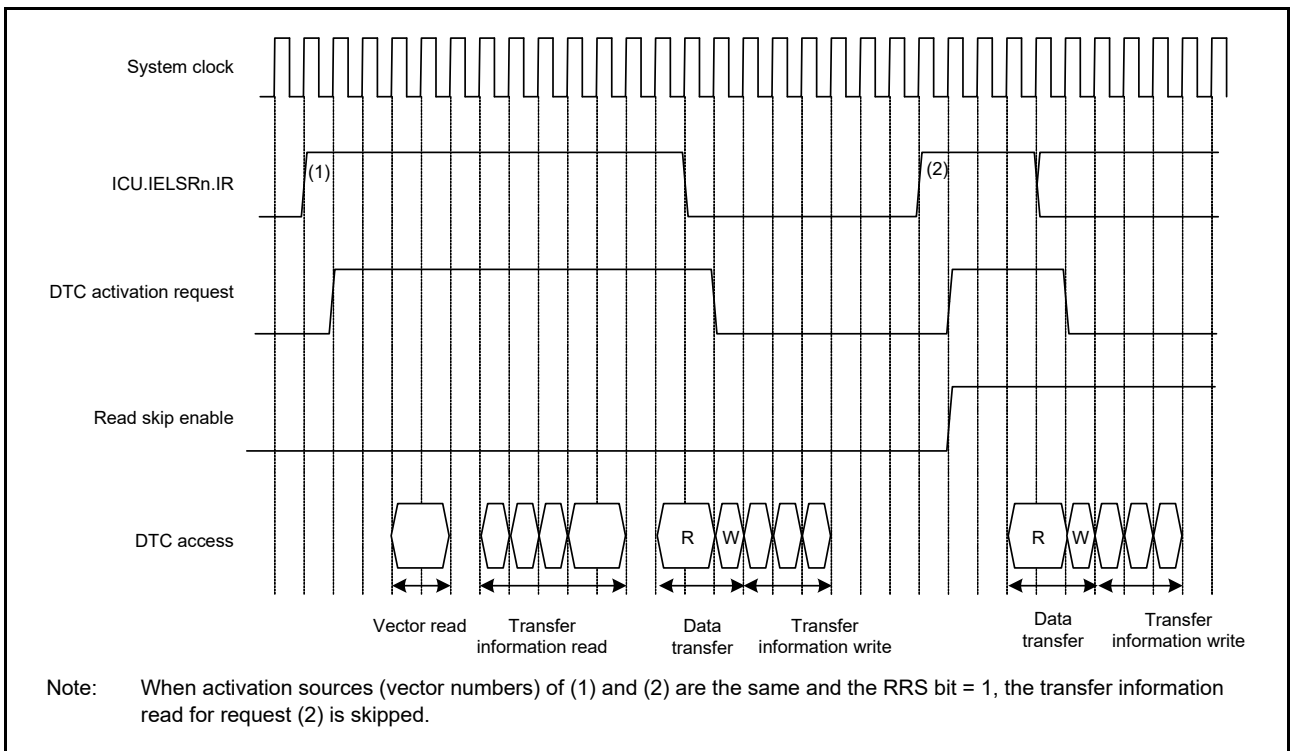 System clock
(1)
(2)
ICU.IELSRn.IR
DTC activation request
Read skip enable
DTC access
R
W
R
W
Vector read
Transfer
information read
Data
transfer
Transfer
information write
Data
transfer
Transfer
information write
Note: When activation sources (vector numbers) of (1) and (2) are the same and the RRS bit = 1, the transfer information
read for request (2) is skipped.